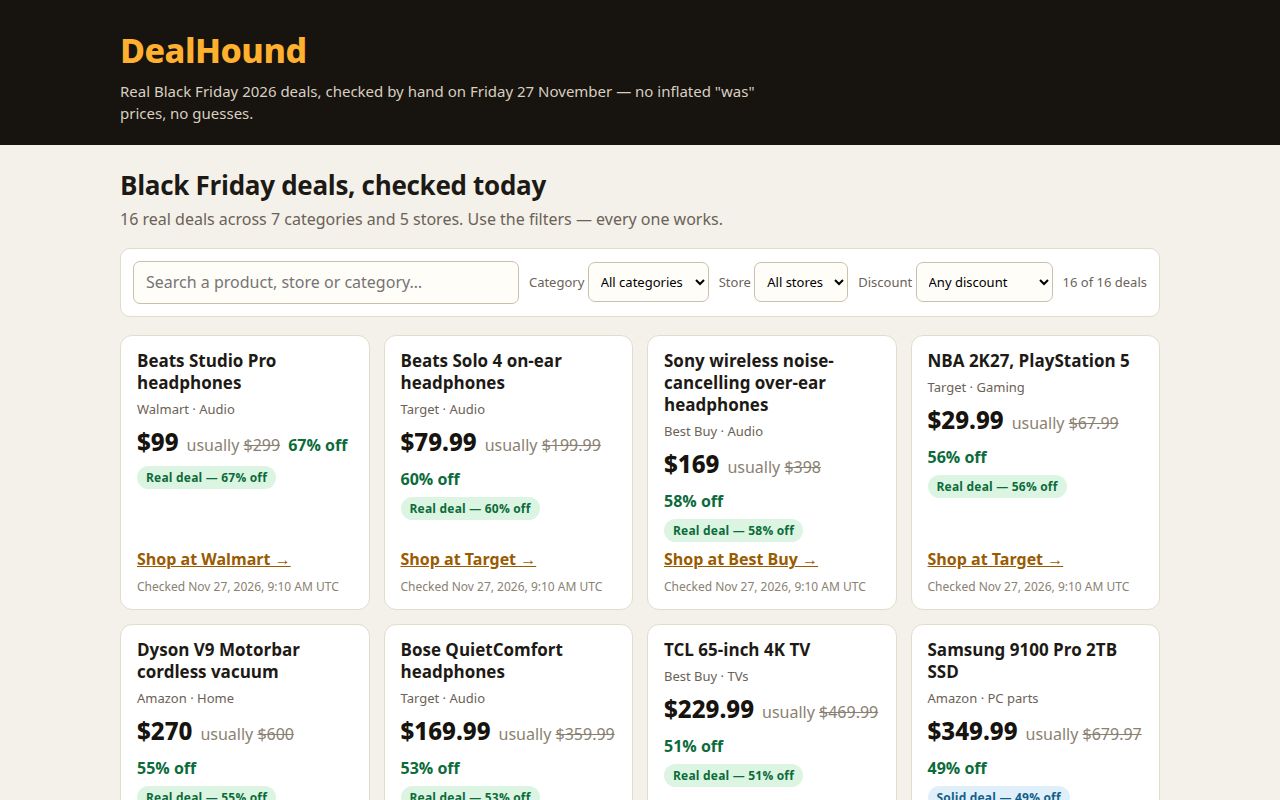 DealHound
Real Black Friday 2026 deals, checked by hand on Friday 27 November — no inflated "was"
prices, no guesses.
Black Friday deals, checked today
16 real deals across 7 categories and 5 stores. Use the filters — every one works.
Search a product, store or category...
Category
All categories
Store
All stores
Discount
Any discount
16 of 16 deals
Beats Studio Pro
headphones
Walmart · Audio
$99 usually $299 67% off
Real deal — 67% off
Shop at Walmart →
Checked Nov 27, 2026, 9:10 AM UTC
Beats Solo 4 on-ear
headphones
Target · Audio
$79.99 usually $199.99
60% off
Real deal — 60% off
Shop at Target →
Checked Nov 27, 2026, 9:10 AM UTC
Sony wireless noise-
cancelling over-ear
headphones
Best Buy · Audio
$169 usually $398
58% off
Real deal — 58% off
Shop at Best Buy →
Checked Nov 27, 2026, 9:10 AM UTC
NBA 2K27, PlayStation 5
Target · Gaming
$29.99 usually $67.99
56% off
Real deal — 56% off
Shop at Target →
Checked Nov 27, 2026, 9:10 AM UTC
Dyson V9 Motorbar
cordless vacuum
Amazon · Home
$270 usually $600
55% off
Real deal — 55% off
Bose QuietComfort
headphones
Target · Audio
$169.99 usually $359.99
53% off
Real deal — 53% off
TCL 65-inch 4K TV
Best Buy · TVs
$229.99 usually $469.99
51% off
Real deal — 51% off
Samsung 9100 Pro 2TB
SSD
Amazon · PC parts
$349.99 usually $679.97
49% off
Solid deal — 49% off